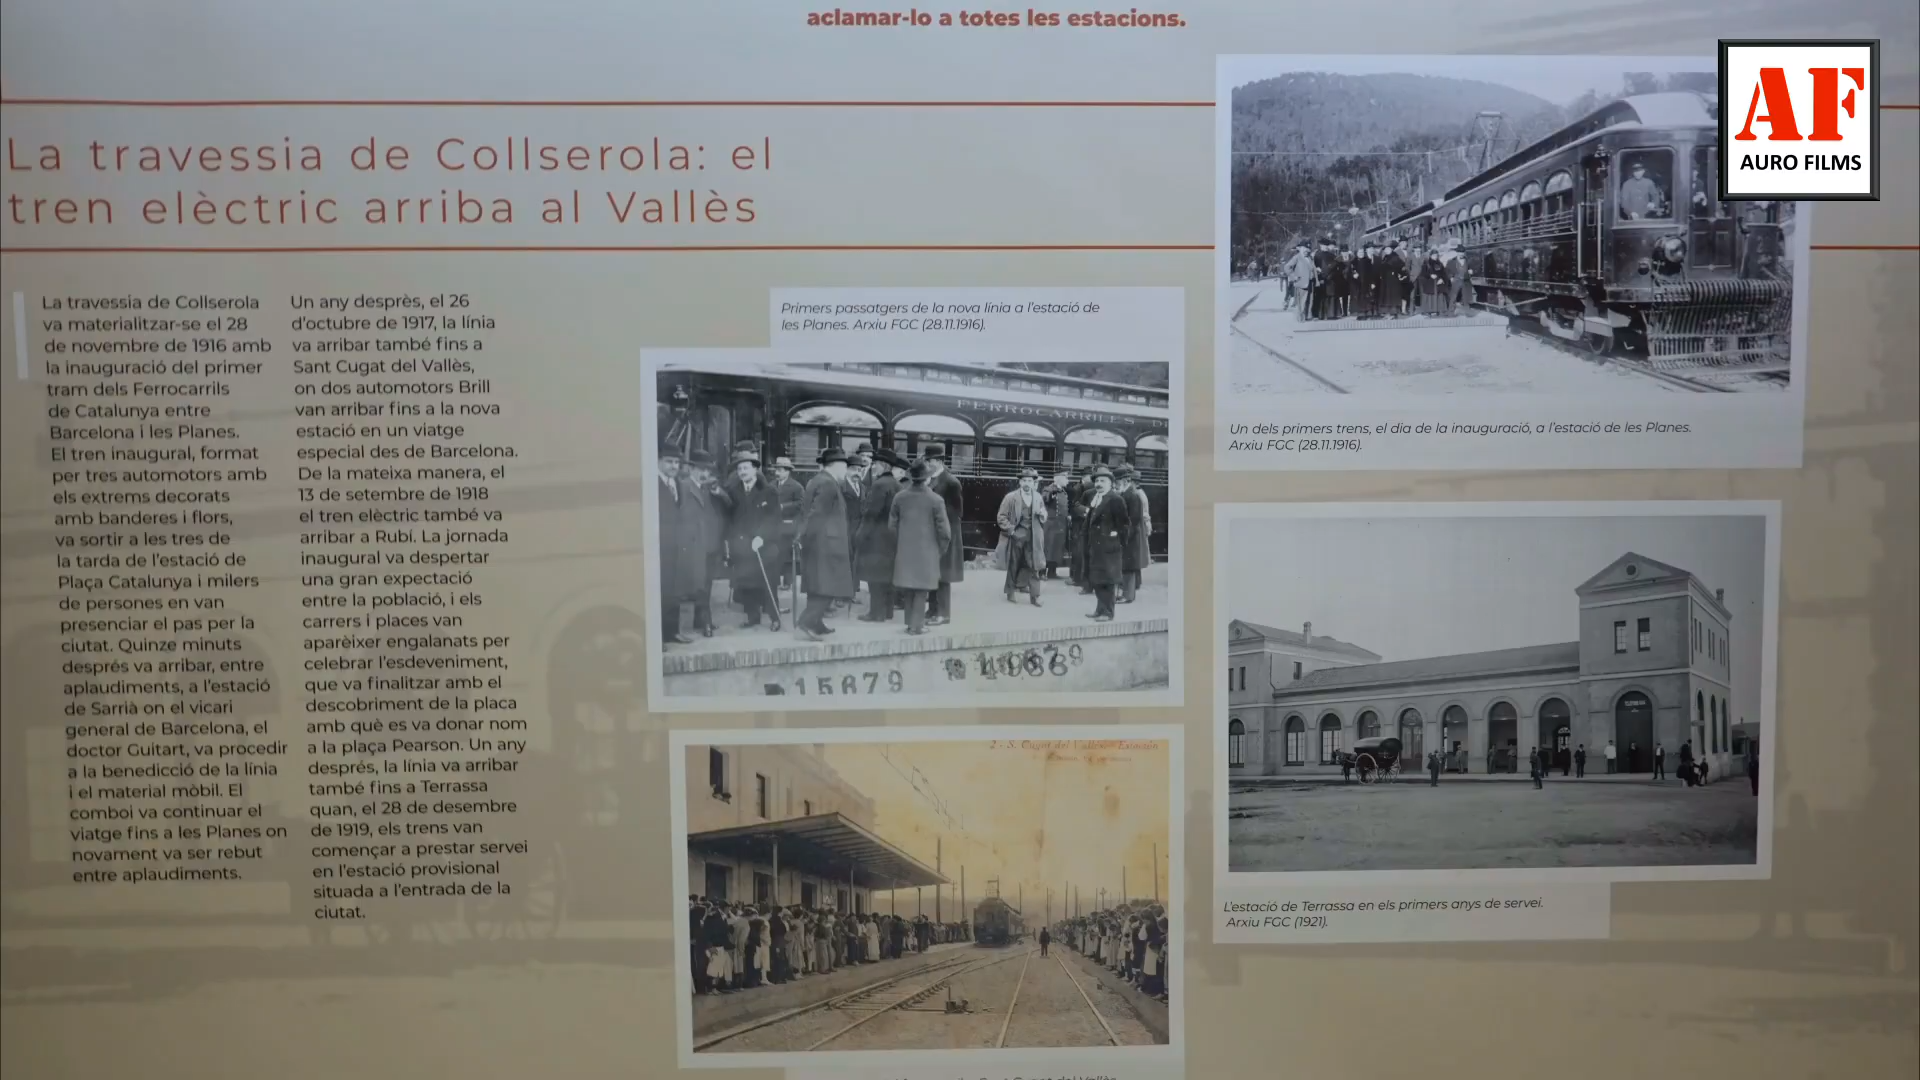 aclamar-lo a totes les estacions.
AF
AURO FILMS
La travessia de Collserola: el
tren elèctric arriba al Vallès
La travessia de Collserola
va materialitzar-se el 28
de novembre de 1916 amb
la inauguració del primer
tram dels Ferrocarrils
de Catalunya entre
Barcelona i les Planes.
El tren inaugural, format
per tres automotors amb
els extrems decorats
amb banderes i flors,
va sortir a les tres de
la tarda de l'estació de
Plaça Catalunya i milers
de persones en van
presenciar el pas per la
ciutat. Quinze minuts
després va arribar, entre
aplaudiments, a l'estació
de Sarrià on el vicari
general de Barcelona, el
doctor Guitart, va procedir
a la benedicció de la línia
i el material mòbil. El
comboi va continuar el
viatge fins a les Planes on
novament va ser rebut
entre aplaudiments.
Un any desprès, el 26
d'octubre de 1917, la línia
va arribar també fins a
Sant Cugat del Vallès,
on dos automotors Brill
van arribar fins a la nova
estació en un viatge
especial des de Barcelona.
De la mateixa manera, el
13 de setembre de 1918
el tren elèctric també va
arribar a Rubí. La jornada
inaugural va despertar
una gran expectació
entre la població, i els
carrers i places van
aparèixer engalanats per
celebrar l'esdeveniment,
que va finalitzar amb el
descobriment de la placa
amb què es va donar nom
a la plaça Pearson. Un any
després, la línia va arribar
també fins a Terrassa
quan, el 28 de desembre
de 1919, els trens van
començar a prestar servei
en l'estació provisional
situada a l'entrada de la
ciutat.
Primers passatgers de la nova línia a l'estació de
les Planes. Arxiu FGC (28.11.1916).
FERROCARRILES DE
15679
2 - S. Cugat del Vallés - Estación
Un dels primers trens, el dia de la inauguració, a l'estació de les Planes.
Arxiu FGC (28.11.1916).
L'estació de Terrassa en els primers anys de servei.
Arxiu FGC (1921).
Sant Cugat del Vallès